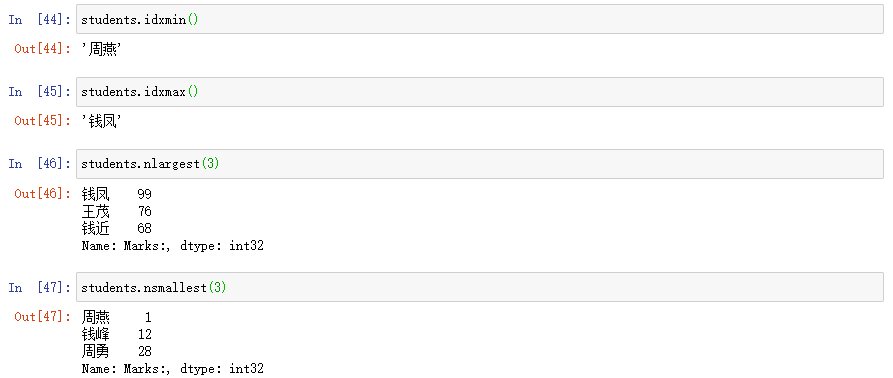 In [44]: students.idxmin()
Out[44]: '周燕'
In [45]: students.idxmax()
Out[45]: '钱凤'
In [46]: students.nlargest(3)
Out[46]: 钱凤    99
王茂    76
钱近    68
Name: Marks:, dtype: int32
In [47]: students.nsmallest(3)
Out[47]: 周燕     1
钱峰    12
周勇    28
Name: Marks:, dtype: int32